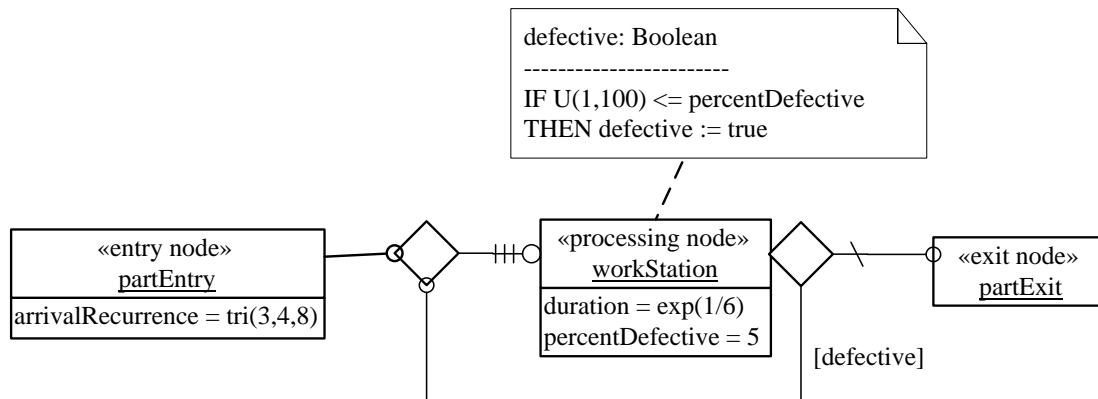 defective: Boolean
------------------------
IF U(1,100) <= percentDefective
THEN defective := true
«entry node»
partEntry
arrivalRecurrence = tri(3,4,8)
«processing node»
workStation
duration = exp(1/6)
percentDefective = 5
«exit node»
partExit
[defective]